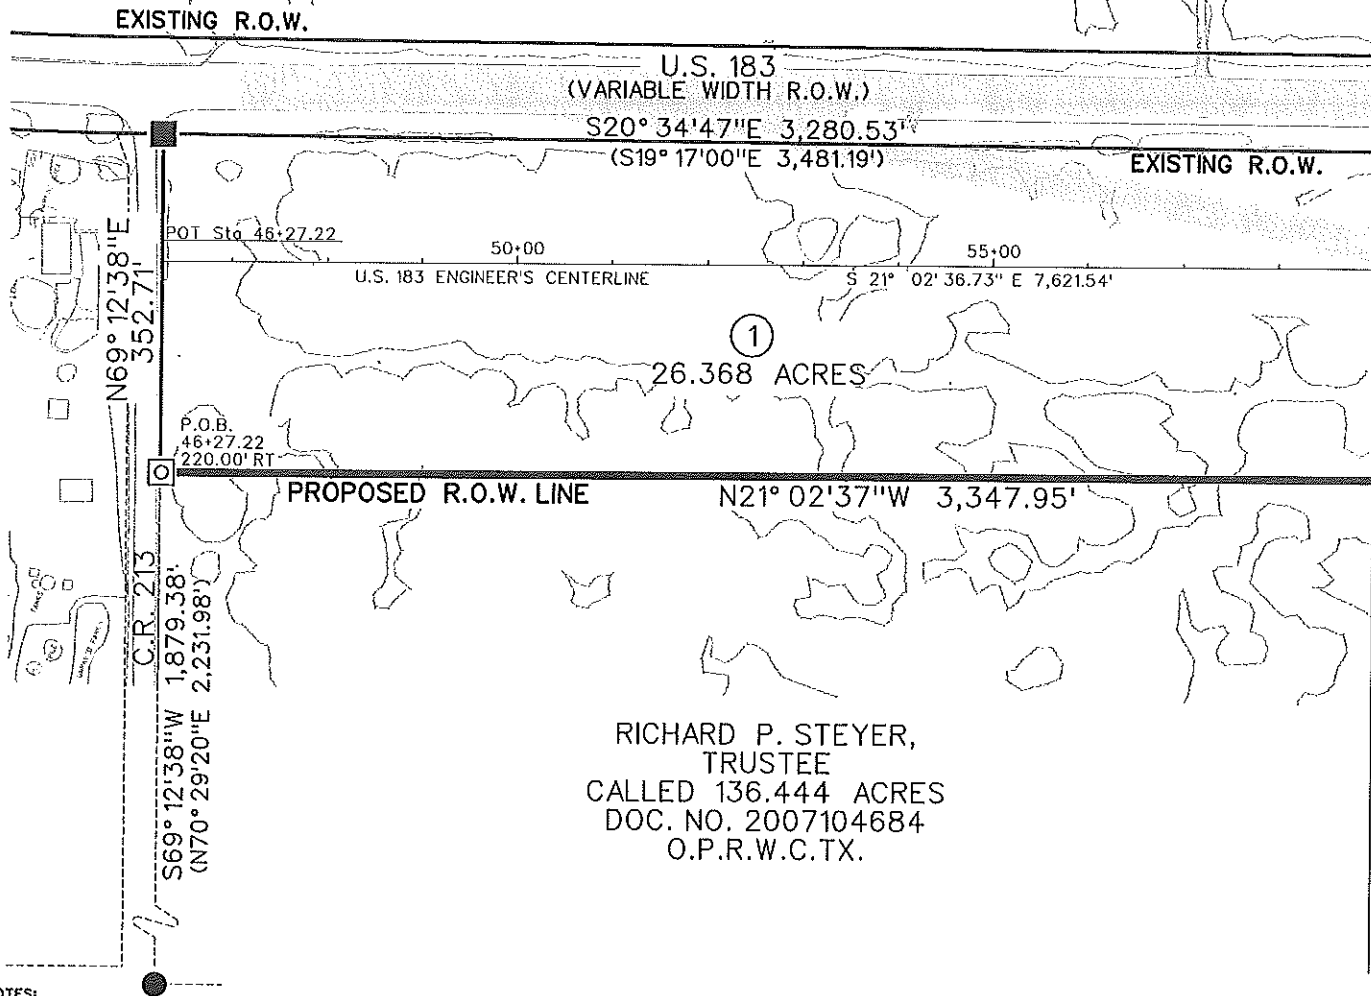 EXISTING R.O.W.
U.S. 183
(VARIABLE WIDTH R.O.W.)
S20° 34'47"E 3,280.53'
(S19° 17'00"E 3,481.19')
EXISTING R.O.W.
N69° 12'38"E
352.71'
POT Sta 46+27.22
50+00
55+00
U.S. 183 ENGINEER'S CENTERLINE
S 21° 02' 36.73" E 7,621.54'
1
26.368 ACRES
P.O.B.
46+27.22
220.00' RT
PROPOSED R.O.W. LINE
N21° 02'37"W 3,347.95'
C.R. 213
S69° 12'38"W 1,879.38'
(N70° 29'20"E 2,231.98')
RICHARD P. STEYER,
TRUSTEE
CALLED 136.444 ACRES
DOC. NO. 2007104684
O.P.R.W.C.TX.